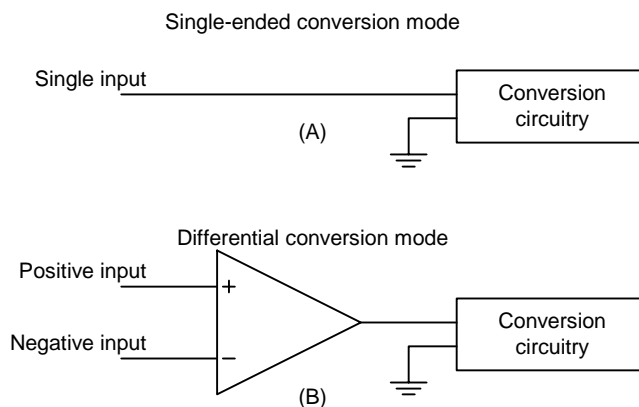 Single-ended conversion mode
Single input
Conversion
circuitry
(A)
Differential conversion mode
Positive input
+
Conversion
circuitry
Negative input
−
(B)